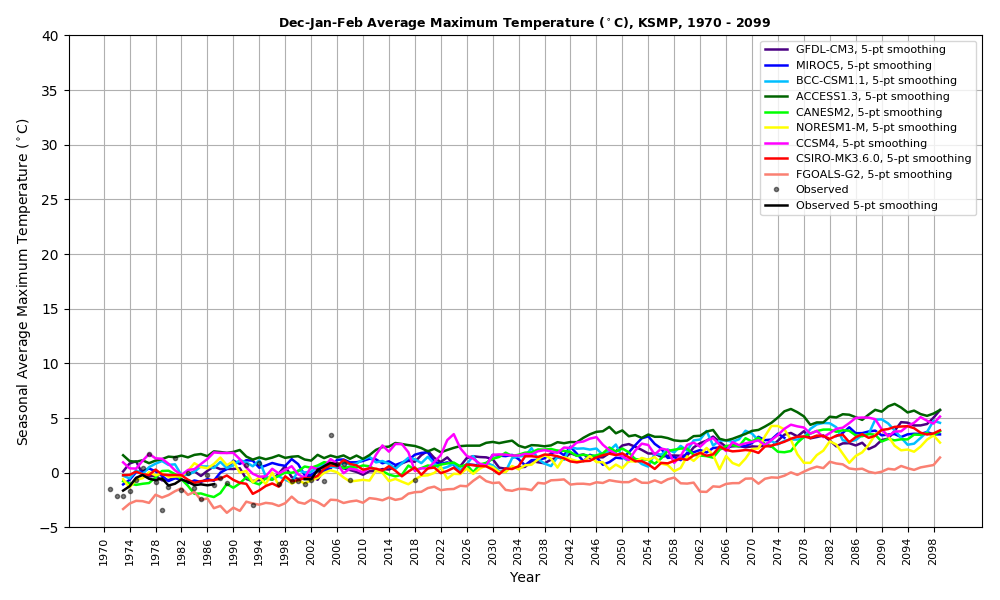 Dec-Jan-Feb Average Maximum Temperature (°C), KSMP, 1970 - 2099
Seasonal Average Maximum Temperature (°C)
40
35
30
25
20
15
10
5
0
−5
GFDL-CM3, 5-pt smoothing
MIROC5, 5-pt smoothing
BCC-CSM1.1, 5-pt smoothing
ACCESS1.3, 5-pt smoothing
CANESM2, 5-pt smoothing
NORESM1-M, 5-pt smoothing
CCSM4, 5-pt smoothing
CSIRO-MK3.6.0, 5-pt smoothing
FGOALS-G2, 5-pt smoothing
Observed
Observed 5-pt smoothing
1970 1974 1978 1982 1986 1990 1994 1998 2002 2006 2010 2014 2018 2022 2026 2030 2034 2038 2042 2046 2050 2054 2058 2062 2066 2070 2074 2078 2082 2086 2090 2094 2098
Year